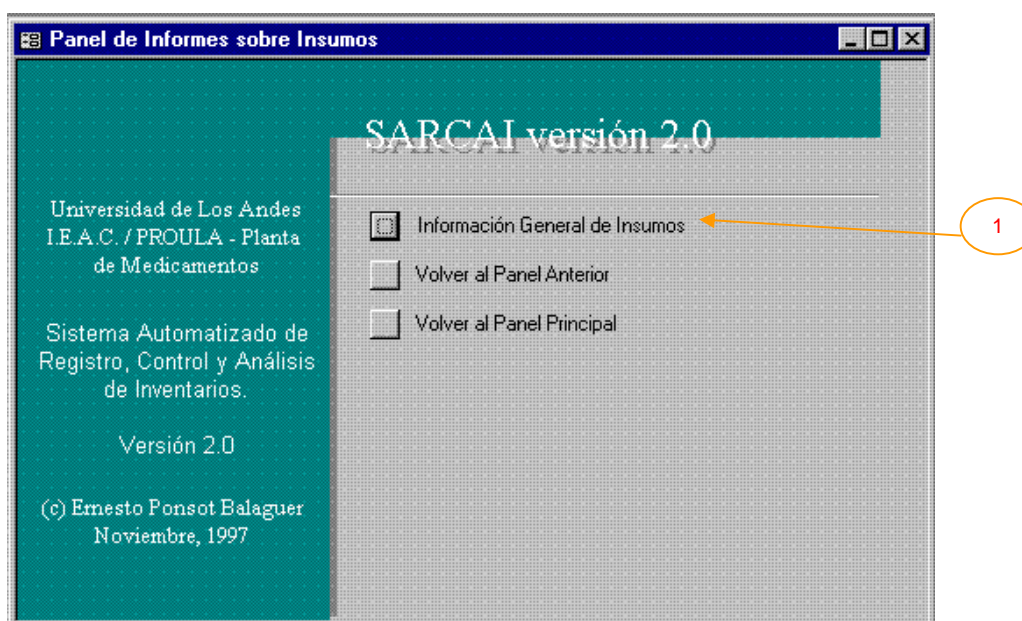 Panel de Informes sobre Insumos
SARCAI versión 2.0
Universidad de Los Andes
I.E.A.C. / PROULA - Planta
de Medicamentos
Sistema Automatizado de
Registro, Control y Análisis
de Inventarios.
Versión 2.0
(c) Ernesto Ponsot Balaguer
Noviembre, 1997
Información General de Insumos
Volver al Panel Anterior
Volver al Panel Principal
1